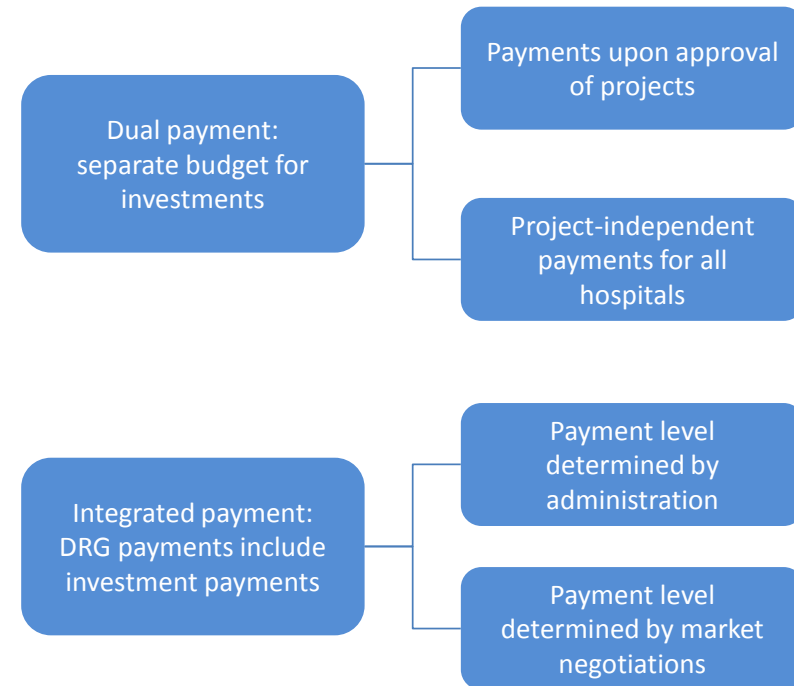 Payments upon approval
of projects
Dual payment:
separate budget for
investments
Project-independent
payments for all
hospitals
Payment level
determined by
administration
Integrated payment:
DRG payments include
investment payments
Payment level
determined by market
negotiations